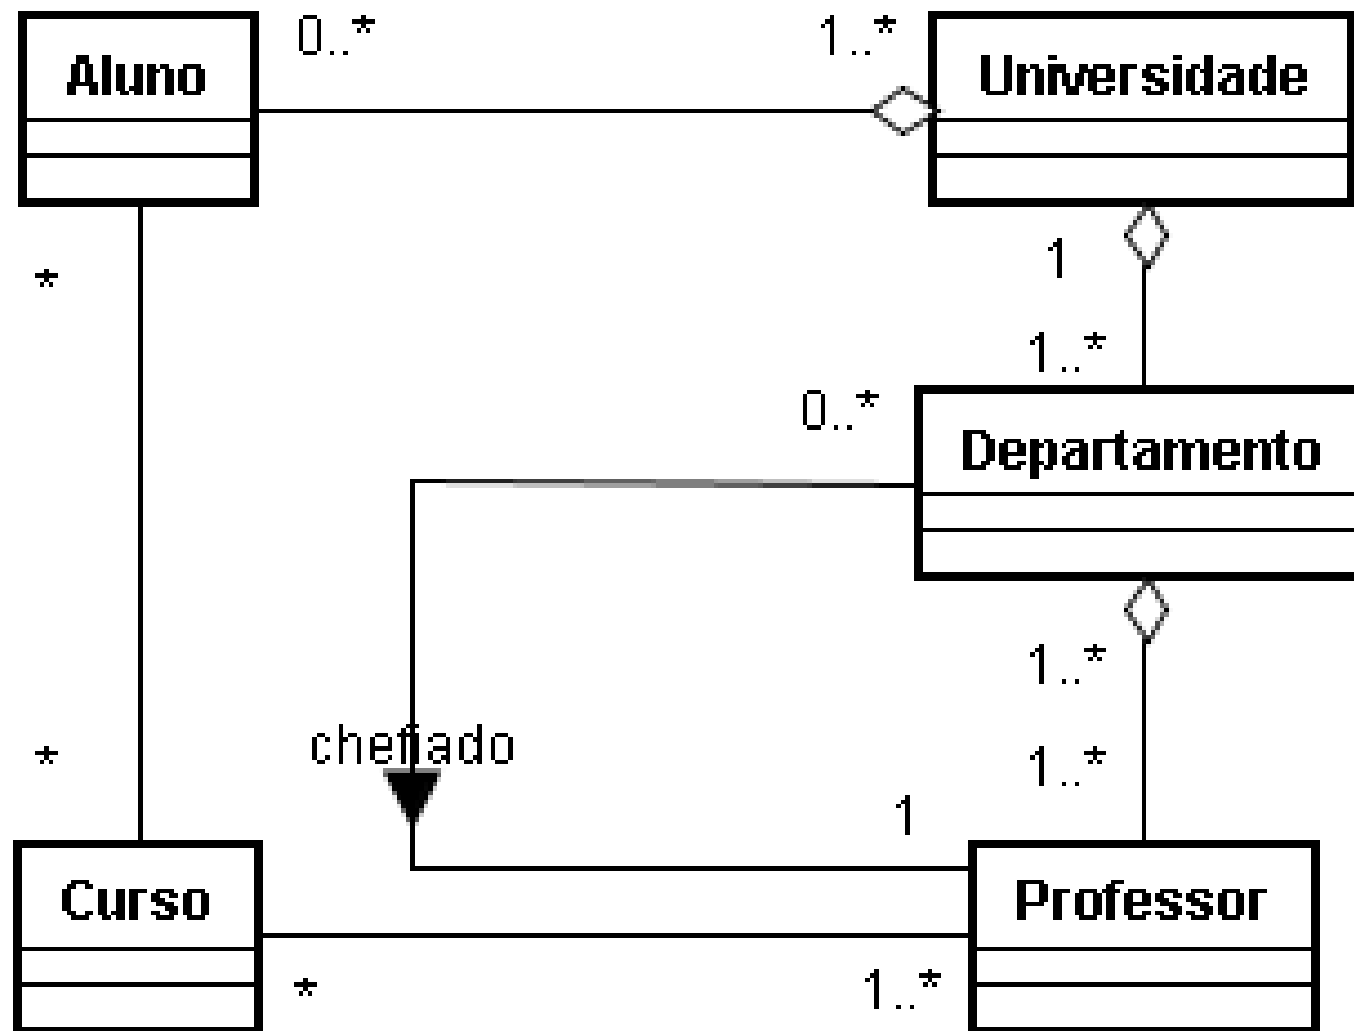 0..* 1..*
Aluno Universidade
* 1
1..*
0..*
Departamento
1..*
chefiado
* 1..*
1
Curso Professor
* 1..*